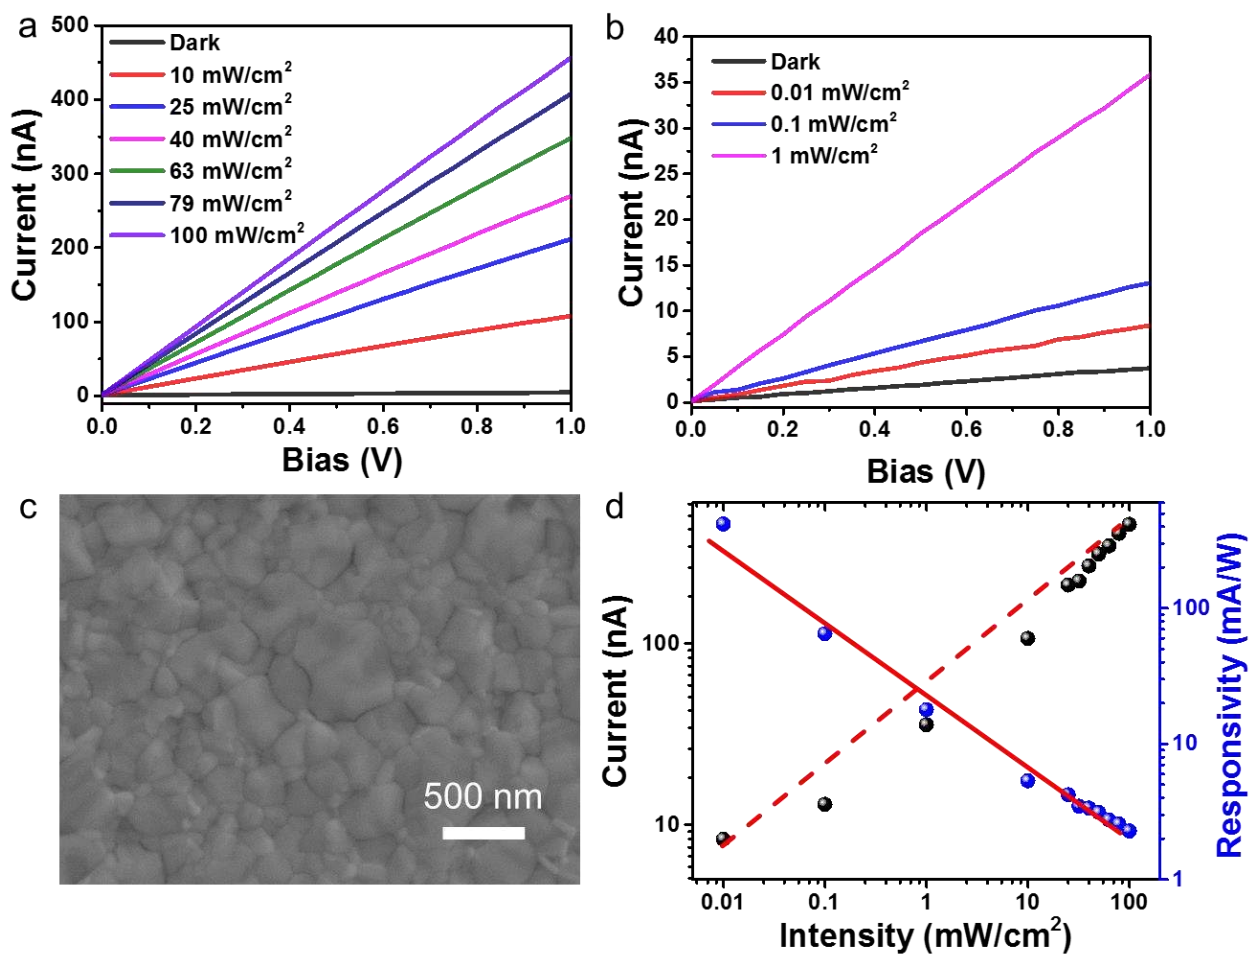 a
500
400
300
200
100
0
Current (nA)
Dark
10 mW/cm²
25 mW/cm²
40 mW/cm²
63 mW/cm²
79 mW/cm²
100 mW/cm²
0.0 0.2 0.4 0.6 0.8 1.0
Bias (V)
b
40
35
30
25
20
15
10
5
0
Current (nA)
Dark
0.01 mW/cm²
0.1 mW/cm²
1 mW/cm²
0.0 0.2 0.4 0.6 0.8 1.0
Bias (V)
c
500 nm
d
100
10
Current (nA)
100
10
1
Responsivity (mA/W)
0.01 0.1 1 10 100
Intensity (mW/cm²)